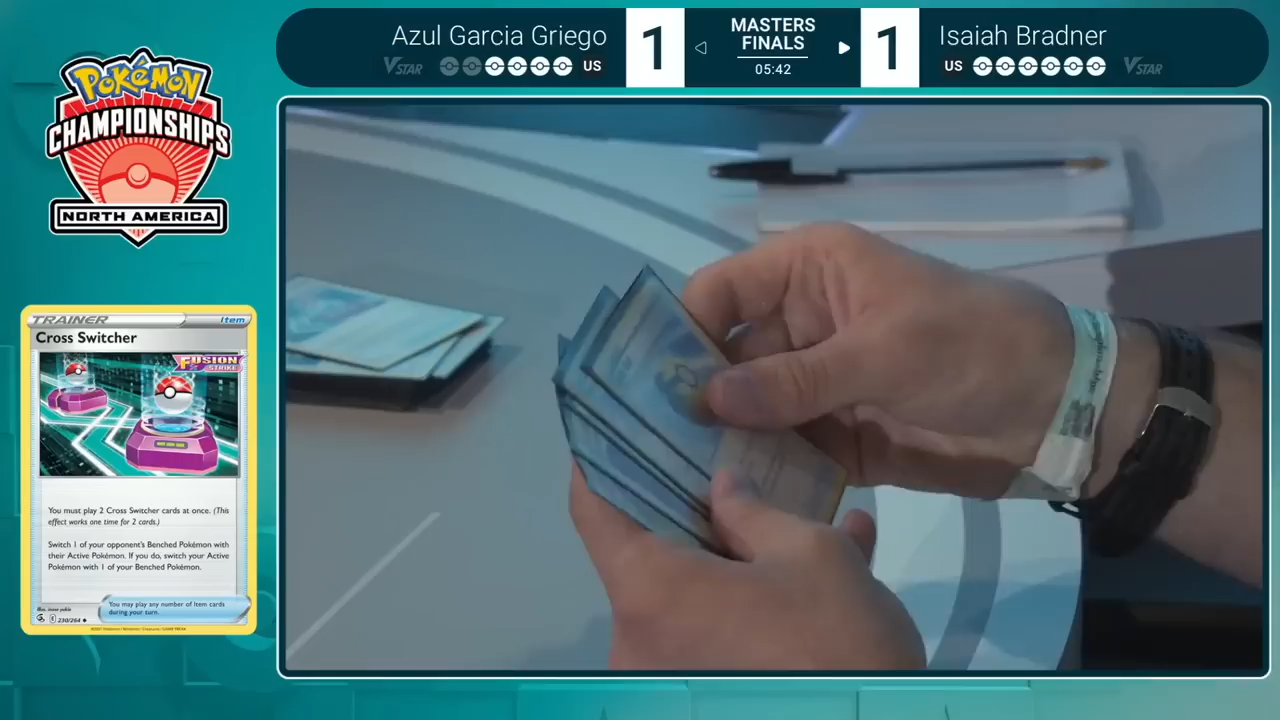 Azul Garcia Griego
VSTAR
US
1
MASTERS
FINALS
05:42
1
Isaiah Bradner
US
VSTAR
Pokémon
CHAMPIONSHIPS
NORTH AMERICA
TRAINER
Item
Cross Switcher
FUSION
STRIKE
You must play 2 Cross Switcher cards at once. (This
effect works one time for 2 cards.)
Switch 1 of your opponent's Benched Pokémon with
their Active Pokémon. If you do, switch your Active
Pokémon with 1 of your Benched Pokémon.
You may play any number of Item cards
during your turn.
230/264